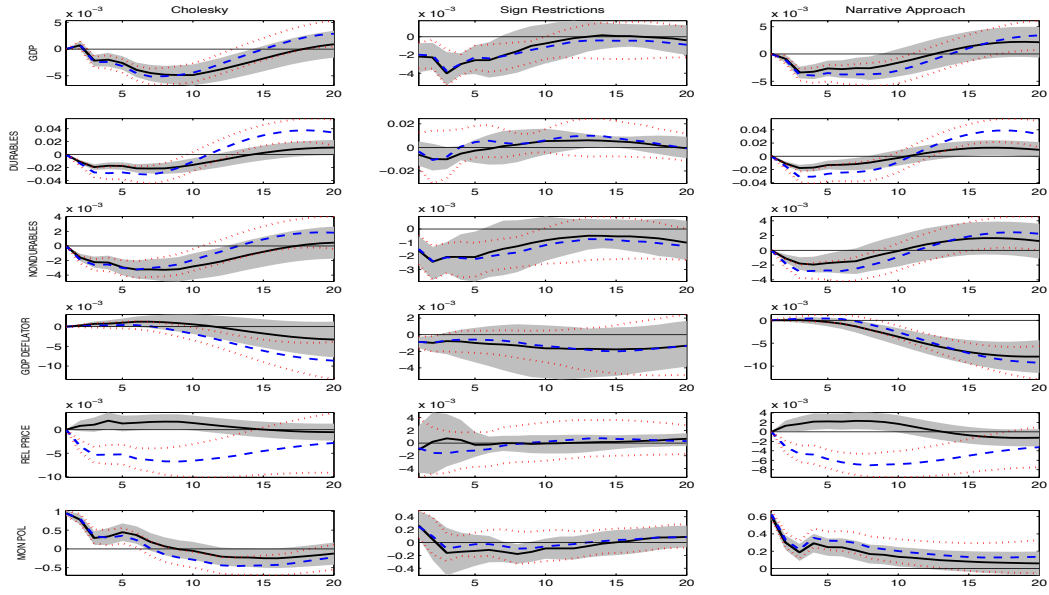 Cholesky Sign Restrictions Narrative Approach
x 10⁻³ x 10⁻³ x 10⁻³
GDP
5 0 −5
0 −2 −4
5 0 −5
5 10 15 20
5 10 15 20
5 10 15 20
DURABLES
0.04 0.02 0 −0.02 −0.04
0.02 0 −0.02
0.04 0.02 0 −0.02 −0.04
5 10 15 20
5 10 15 20
5 10 15 20
x 10⁻³ x 10⁻³ x 10⁻³
NONDURABLES
4 2 0 −2 −4
0 −1 −2 −3
4 2 0 −2 −4
5 10 15 20
5 10 15 20
5 10 15 20
x 10⁻³ x 10⁻³ x 10⁻³
GDP DEFLATOR
0 −5 −10
2 0 −2 −4
0 −5 −10
5 10 15 20
5 10 15 20
5 10 15 20
x 10⁻³ x 10⁻³ x 10⁻³
REL PRICE
0 −5 −10
4 2 0 −2 −4
4 2 0 −2 −4 −6 −8
5 10 15 20
5 10 15 20
5 10 15 20
MON POL
1 0.5 0 −0.5
0.4 0.2 0 −0.2 −0.4
0.6 0.4 0.2 0
5 10 15 20
5 10 15 20
5 10 15 20